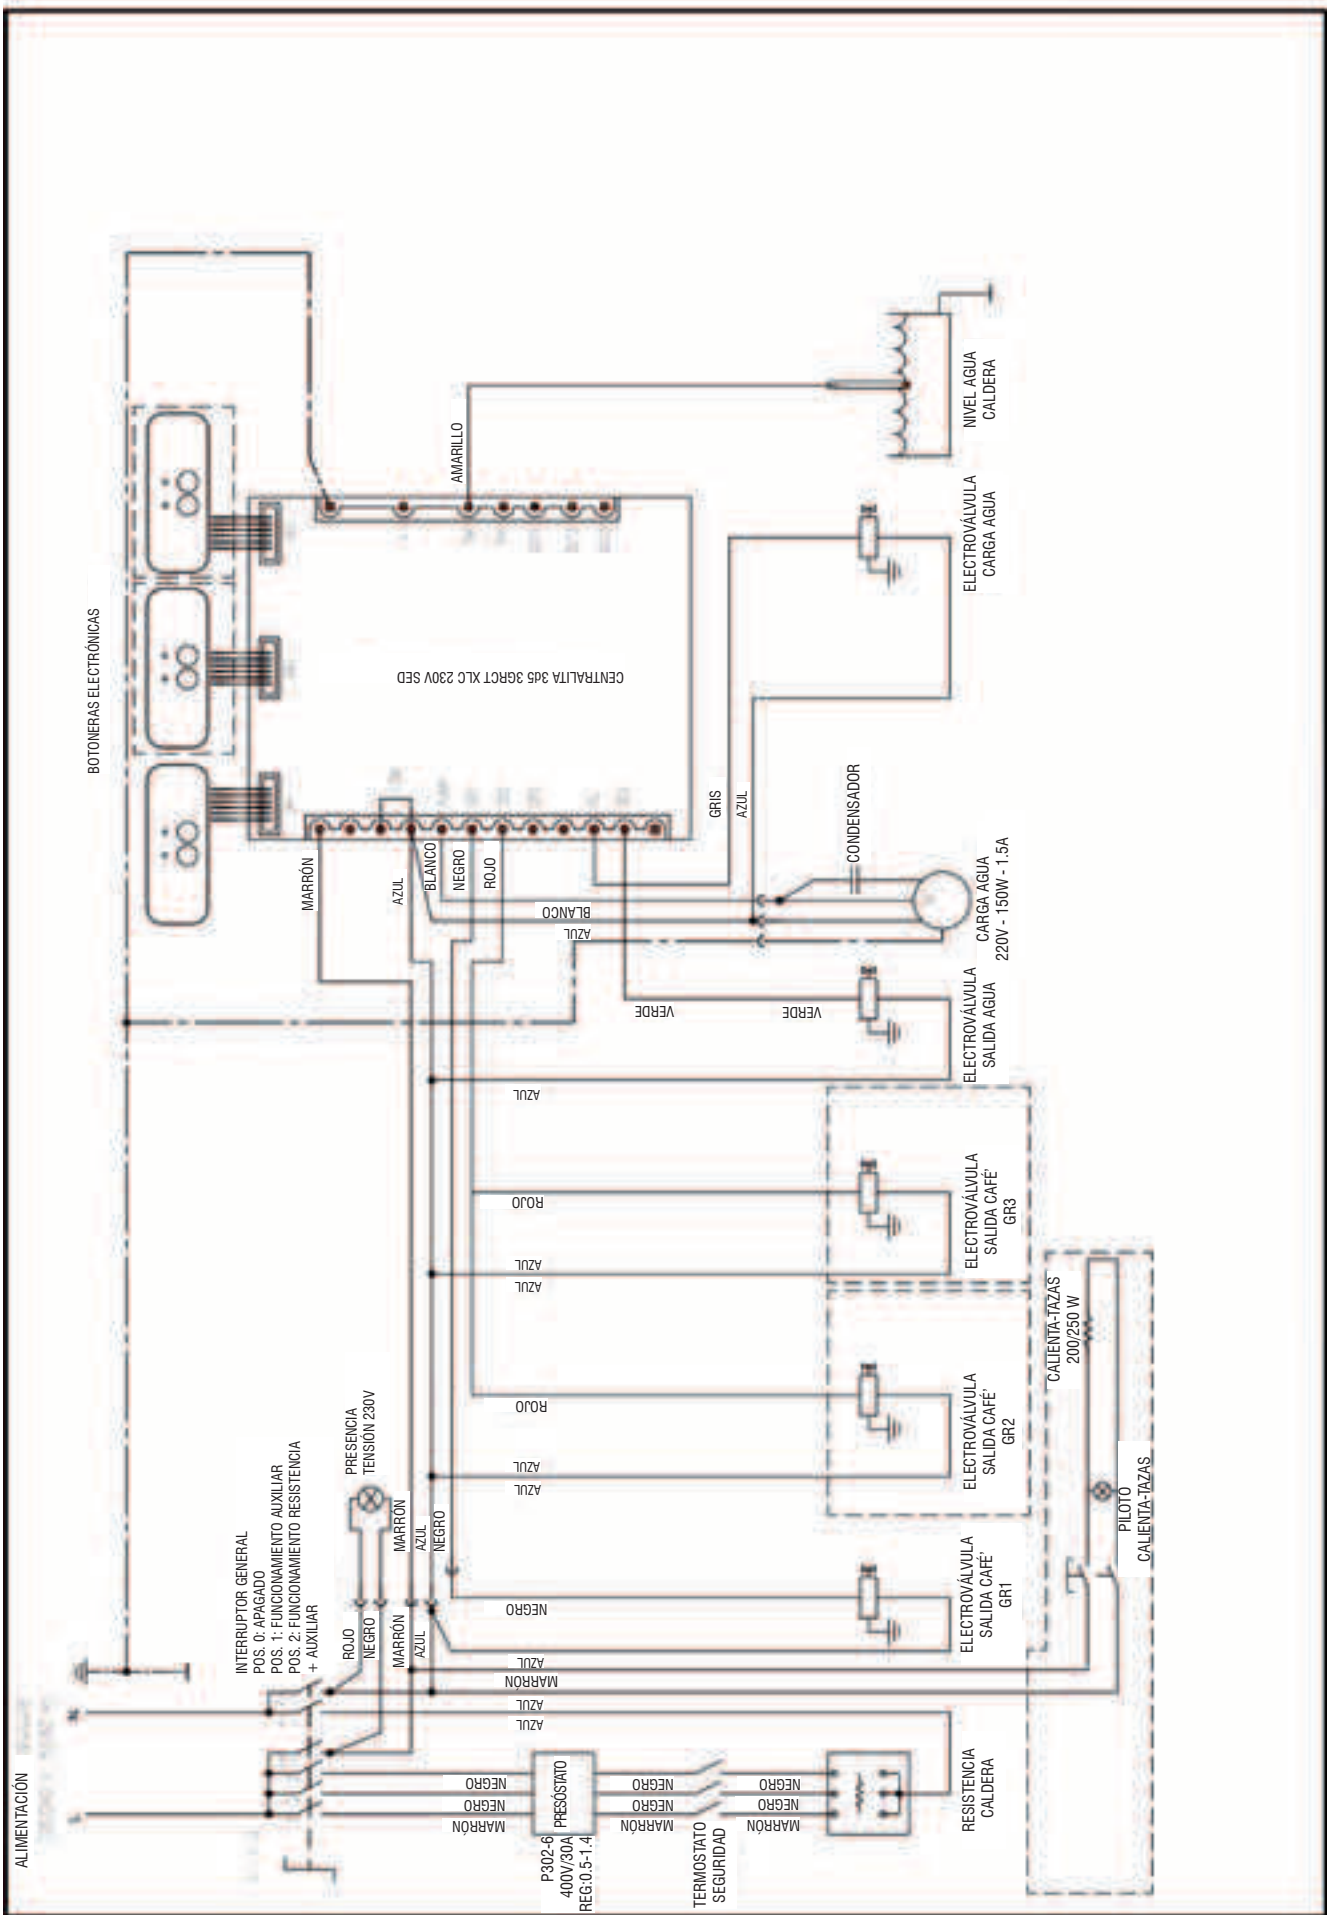 ALIMENTACIÓN
INTERRUPTOR GENERAL
POS. 0: APAGADO
POS. 1: FUNCIONAMIENTO AUXILIAR
POS. 2: FUNCIONAMIENTO RESISTENCIA
+ AUXILIAR
PRESENCIA
TENSIÓN 230V
BOTONERAS ELECTRÓNICAS
ROJO
NEGRO
MARRÓN
AZUL
MARRÓN
AZUL
NEGRO
MARRÓN
AZUL
BLANCO
NEGRO
ROJO
CENTRALITA 3d5 3GRCT XLC 230V SED
AMARILLO
MARRÓN
NEGRO
NEGRO
AZUL
AZUL
MARRÓN
AZUL
NEGRO
AZUL
AZUL
ROJO
AZUL
AZUL
ROJO
AZUL
AZUL
BLANCO
VERDE
VERDE
GRIS
AZUL
P302-6
400V/30A
REG:0.5-1.4
PRESÓSTATO
MARRÓN
NEGRO
NEGRO
TERMOSTATO
SEGURIDAD
MARRÓN
NEGRO
NEGRO
CONDENSADOR
RESISTENCIA
CALDERA
ELECTROVÁLVULA
SALIDA CAFÉ'
GR1
ELECTROVÁLVULA
SALIDA CAFÉ'
GR2
ELECTROVÁLVULA
SALIDA CAFÉ'
GR3
ELECTROVÁLVULA
SALIDA AGUA
CARGA AGUA
220V - 150W - 1.5A
ELECTROVÁLVULA
CARGA AGUA
NIVEL AGUA
CALDERA
CALIENTA-TAZAS
200/250 W
PILOTO
CALIENTA-TAZAS